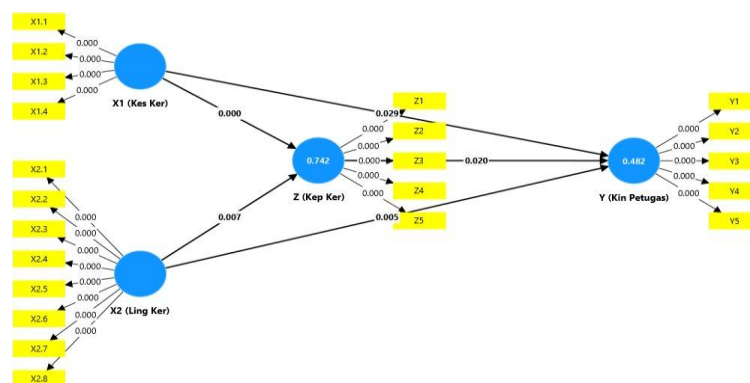 X1.1
X1.2
X1.3
X1.4
0.000
0.000
0.000
0.000
X1 (Kes Ker)
0.000
0.029
X2.1
X2.2
X2.3
X2.4
X2.5
X2.6
X2.7
X2.8
0.000
0.000
0.000
0.000
0.000
0.000
0.000
0.000
X2 (Ling Ker)
0.007
0.005
0.742
Z (Kep Ker)
0.000
0.000
0.000
0.000
0.000
Z1
Z2
Z3
Z4
Z5
0.020
0.482
Y (Kin Petugas)
0.000
0.000
0.000
0.000
0.000
Y1
Y2
Y3
Y4
Y5